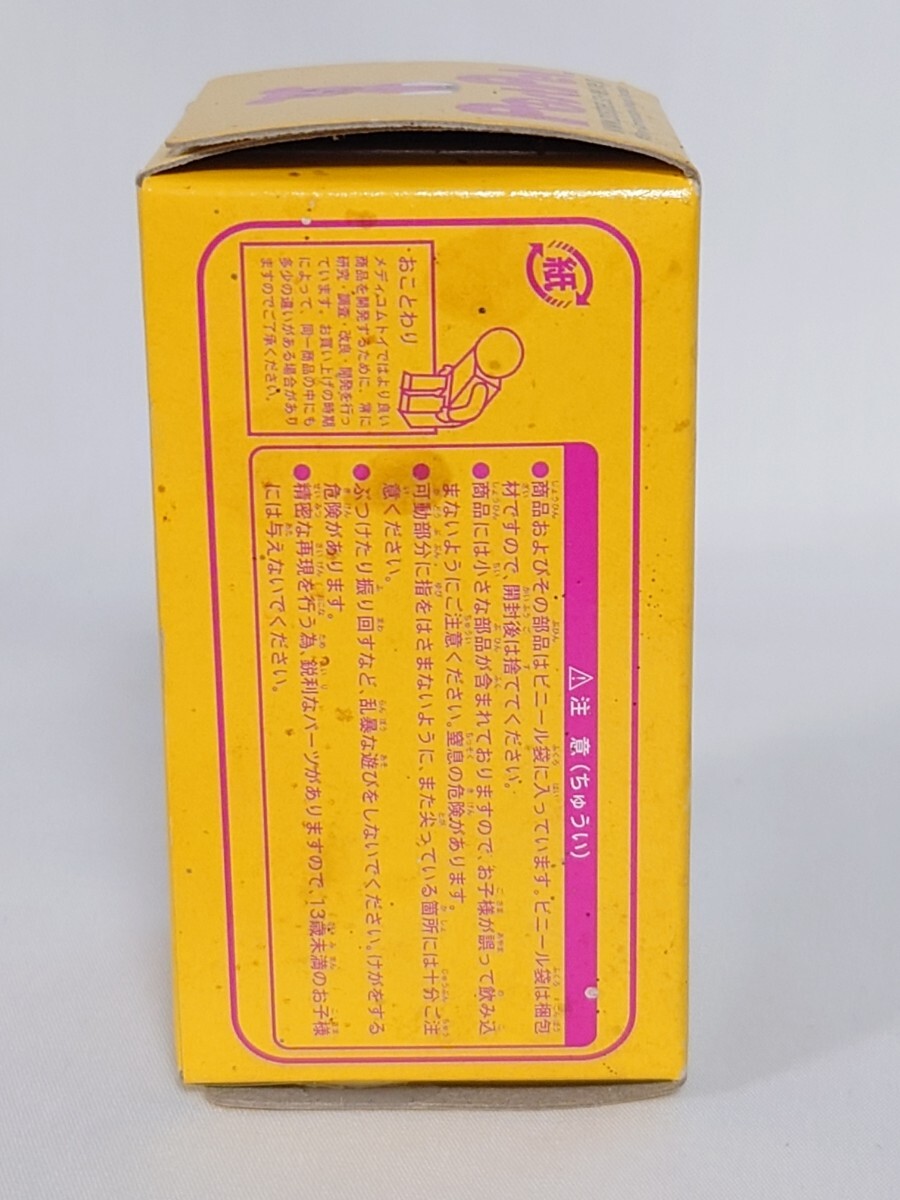 紙
おことわり
メディコムトイではより良い
商品を開発するために、常に
研究・調査・改良・開発を行っ
ています。お買い上げの時期
によって、同一商品の中にも
多少の違いがある場合があり
ますのでご了承ください。
注 意(ちゅうい)
●商品およびその部品はビニール袋に入っています。ビニール袋は梱包
材ですので、開封後は捨ててください。
●商品には小さな部品が含まれておりますので、お子様が誤って飲み込
まないようにご注意ください。窒息の危険があります。
●可動部分に指をはさまないように、また尖っている箇所には十分ご注
意ください。
●ぶつけたり振り回すなど、乱暴な遊びをしないでください。けがをする
危険があります。
●精密な再現を行う為、鋭利なパーツがありますので、13歳未満のお子様
には与えないでください。